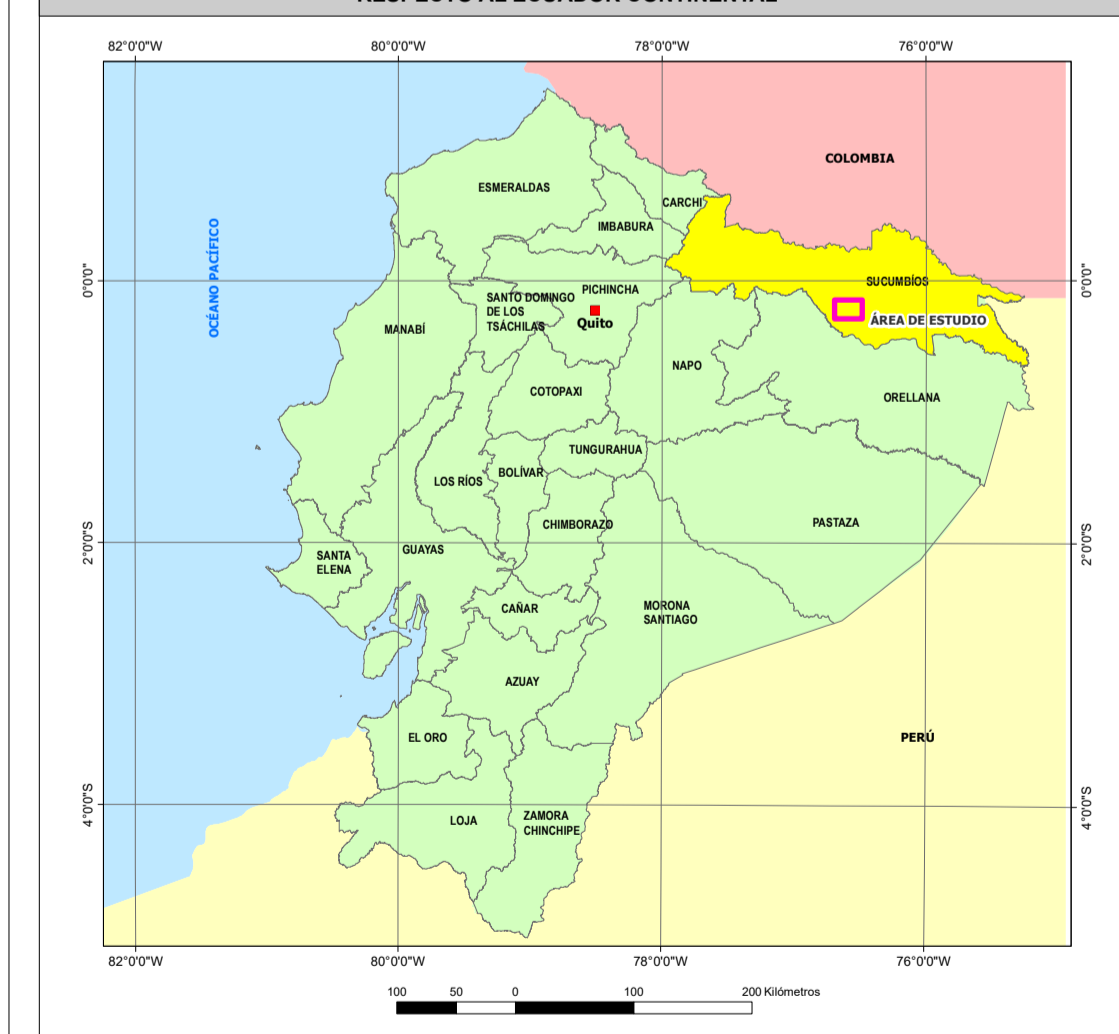 RESPECTO AL ECUADOR CONTINENTAL
82°0'0"W
80°0'0"W
78°0'0"W
76°0'0"W
COLOMBIA
ESMERALDAS
CARCHI
IMBABURA
OCÉANO PACÍFICO
0°0'0"
0°0'0"
SUCUMBÍOS
PICHINCHA
SANTO DOMINGO
DE LOS
TSÁCHILAS
Quito
ÁREA DE ESTUDIO
MANABÍ
NAPO
COTOPAXI
ORELLANA
TUNGURAHUA
BOLÍVAR
LOS RÍOS
CHIMBORAZO
PASTAZA
2°0'0"S
2°0'0"S
GUAYAS
SANTA
ELENA
CAÑAR
MORONA
SANTIAGO
AZUAY
EL ORO
PERÚ
4°0'0"S
4°0'0"S
LOJA
ZAMORA
CHINCHIPE
82°0'0"W
80°0'0"W
78°0'0"W
76°0'0"W
100 50 0 100 200 Kilómetros